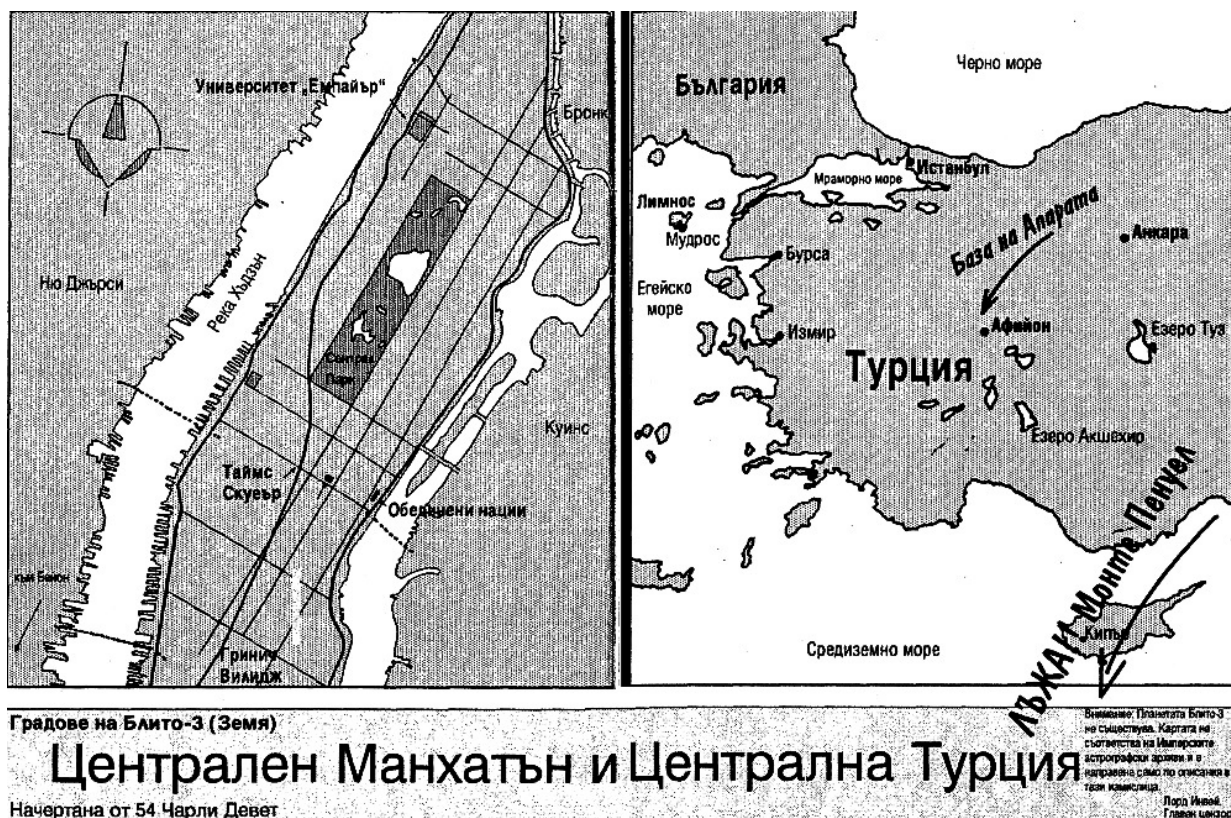 Университет „Емпайър“
Бронк
Ню Джърси
Река Хъдзън
Сентрал
Парк
Куинс
Таймс
Скуеър
Обединени нации
към Бейон
Гринич
Вилидж
Черно море
България
Истанбул
Мраморно море
Лимнос
Мудрос
База на Апарата
Анкара
Бурса
Егейско
море
Измир
Афийон
Езеро Туз
Турция
Езеро Акшехир
ЛЪЖА!!! Монте Пенуел
Кипър
Средиземно море
Градове на Блито-3 (Земя)
Централен Манхатън и Централна Турция
Начертана от 54 Чарли Девет
Внимание: Планетата Блито-3
не съществува. Картата не
съответства на Имперските
астрографски архиви и е
направена само по описания в
тази измислица.
Лорд Инвей,
Главен цензор